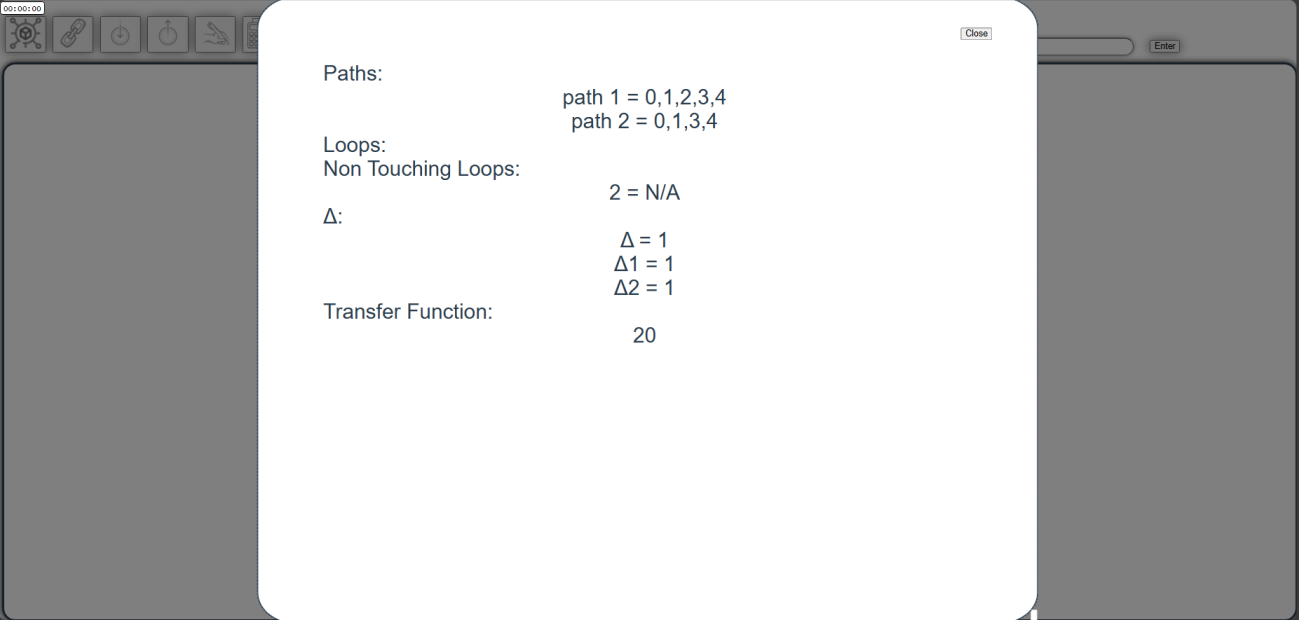 00:00:00
Close
Enter
Paths:
path 1 = 0,1,2,3,4
path 2 = 0,1,3,4
Loops:
Non Touching Loops:
2 = N/A
Δ:
Δ = 1
Δ1 = 1
Δ2 = 1
Transfer Function:
20